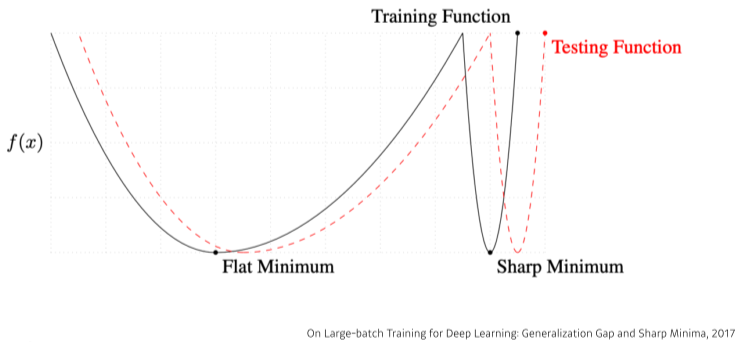 Training Function
Testing Function
f(x)
Flat Minimum
Sharp Minimum
On Large-batch Training for Deep Learning: Generalization Gap and Sharp Minima, 2017